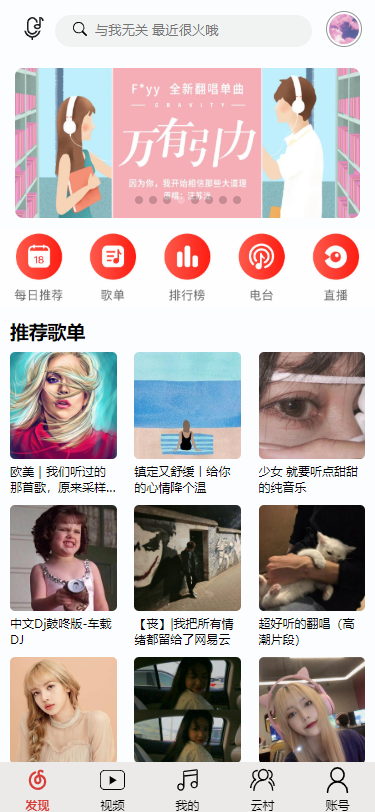 与我无关 最近很火哦
F*yy 全新翻唱单曲
GRAVITY
万有引力
因为你，我开始相信那些大道理
原唱：汪苏泷
18
每日推荐
歌单
排行榜
电台
直播
推荐歌单
欧美 | 我们听过的
那首歌，原来采样...
镇定又舒缓丨给你
的心情降个温
少女 就要听点甜甜
的纯音乐
中文Dj鼓咚版-车载
DJ
【丧】|我把所有情
绪都留给了网易云
超好听的翻唱（高
潮片段）
发现
视频
我的
云村
账号